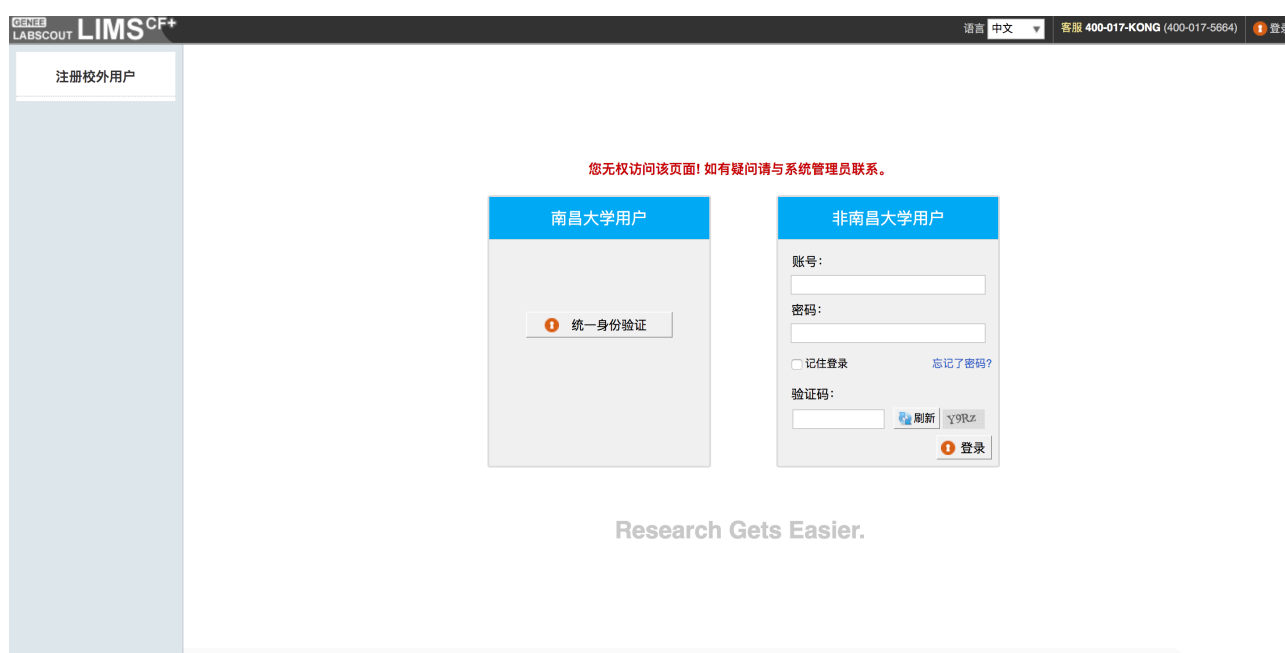 GENEE
LABSCOUT LIMS CF+
语言 中文 客服 400-017-KONG (400-017-5664) 登录
注册校外用户
您无权访问该页面! 如有疑问请与系统管理员联系。
南昌大学用户
统一身份验证
非南昌大学用户
账号:
密码:
记住登录 忘记了密码?
验证码:
刷新 Y9Rz
登录
Research Gets Easier.